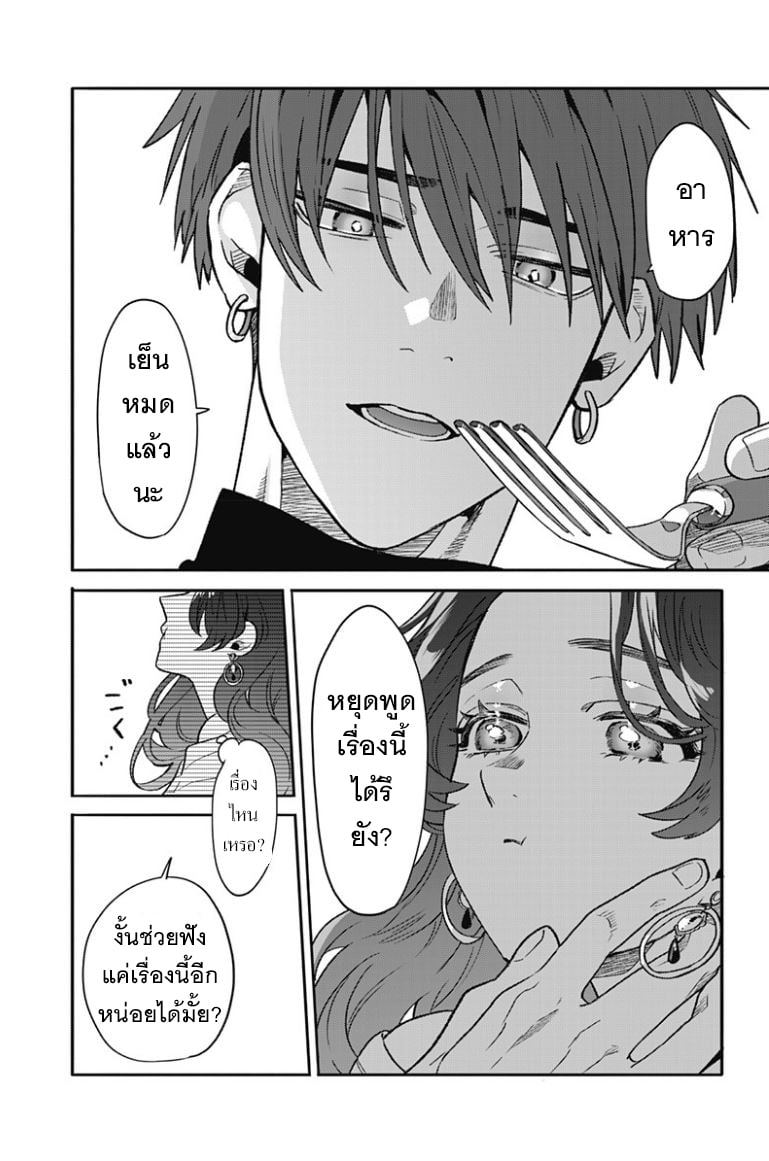 อา
หาร
เย็น
หมด
แล้ว
นะ
หยุดพูด
เรื่องนี้
ได้รึ
ยัง?
ごくっ
เรื่อง
ไหน
เหรอ?
งั้นช่วยฟัง
แค่เรื่องนี้อีก
หน่อยได้มั้ย?